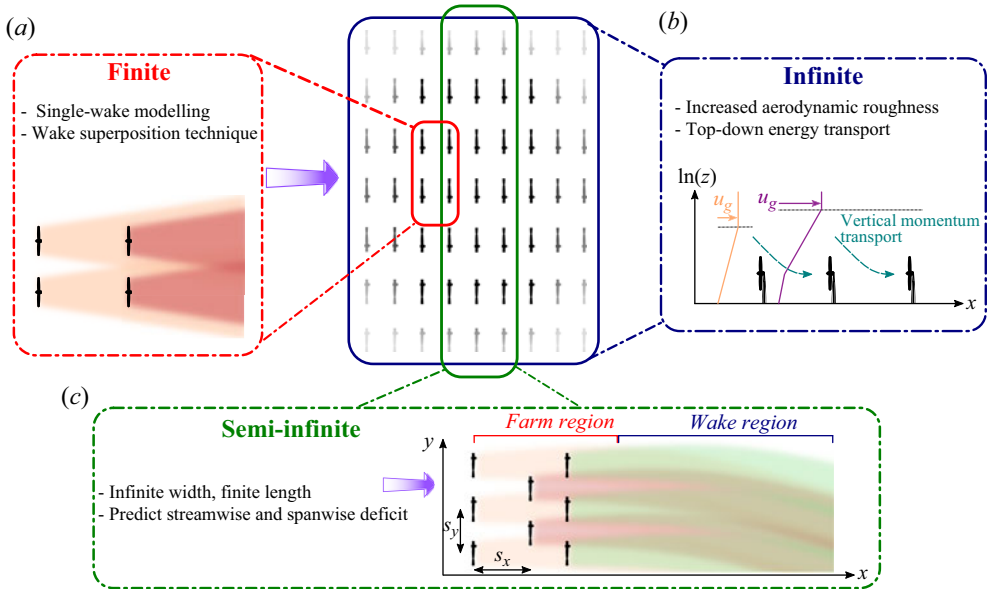 (a)
Finite
- Single-wake modelling
- Wake superposition technique
(b)
Infinite
- Increased aerodynamic roughness
- Top-down energy transport
ln(z)
u_g
u_g
Vertical momentum
transport
x
(c)
Semi-infinite
- Infinite width, finite length
- Predict streamwise and spanwise deficit
y
Farm region
Wake region
s_y
s_x
x